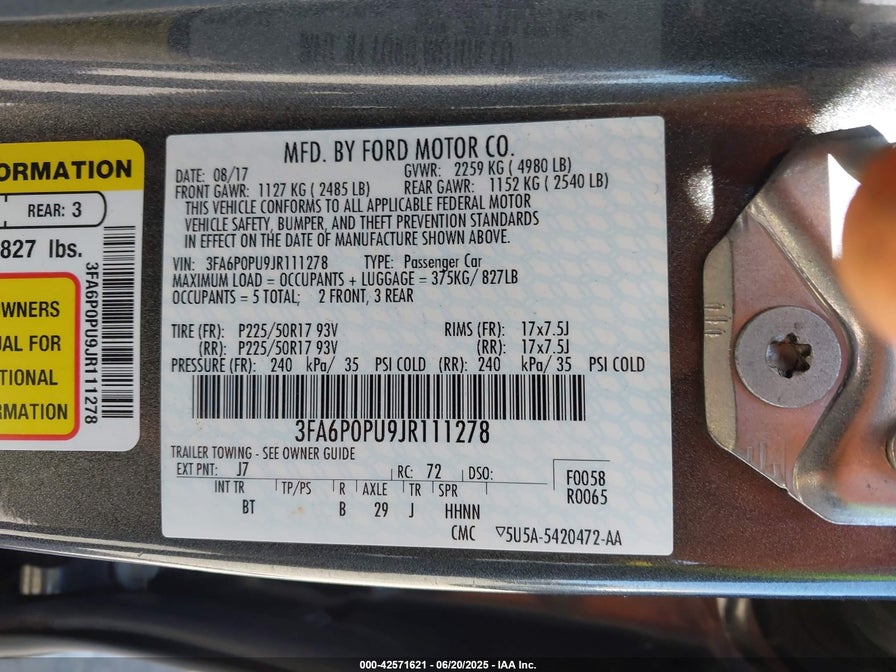 MFD. BY FORD MOTOR CO.
DATE: 08/17 GVWR: 2259 KG ( 4980 LB)
FRONT GAWR: 1127 KG ( 2485 LB) REAR GAWR: 1152 KG ( 2540 LB)
THIS VEHICLE CONFORMS TO ALL APPLICABLE FEDERAL MOTOR
VEHICLE SAFETY, BUMPER, AND THEFT PREVENTION STANDARDS
IN EFFECT ON THE DATE OF MANUFACTURE SHOWN ABOVE.
VIN: 3FA6P0PU9JR111278 TYPE: Passenger Car
MAXIMUM LOAD = OCCUPANTS + LUGGAGE = 375KG/ 827LB
OCCUPANTS = 5 TOTAL; 2 FRONT, 3 REAR
TIRE (FR): P225/50R17 93V RIMS (FR): 17x7.5J
(RR): P225/50R17 93V (RR): 17x7.5J
PRESSURE (FR): 240 kPa/ 35 PSI COLD (RR): 240 kPa/ 35 PSI COLD
3FA6P0PU9JR111278
TRAILER TOWING - SEE OWNER GUIDE
EXT PNT: J7 RC: 72 DSO:
F0058
R0065
INT TR TP/PS R AXLE TR SPR
BT B 29 J HHNN
CMC ▽5U5A-5420472-AA
ORMATION
REAR: 3
827 lbs.
3FA6P0PU9JR111278
WNERS
UAL FOR
TIONAL
RMATION
000-42571621 - 06/20/2025 - IAA Inc.